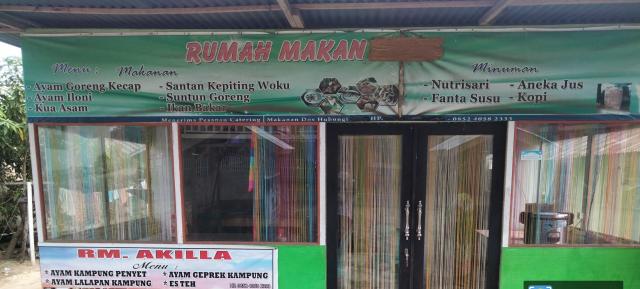 RUMAH MAKAN
Menu : Makanan
- Ayam Goreng Kecap
- Ayam Iloni
- Kua Asam
- Santan Kepiting Woku
- Suntun Goreng
- Ikan Bakar
Minuman
- Nutrisari
- Fanta Susu
- Aneka Jus
- Kopi
Menerima Pesanan Catering | Makanan Dos Hubungi HP.
RM. AKILLA
Menu :
* AYAM KAMPUNG PENYET
* AYAM LALAPAN KAMPUNG
* AYAM GEPREK KAMPUNG
* ES TEH